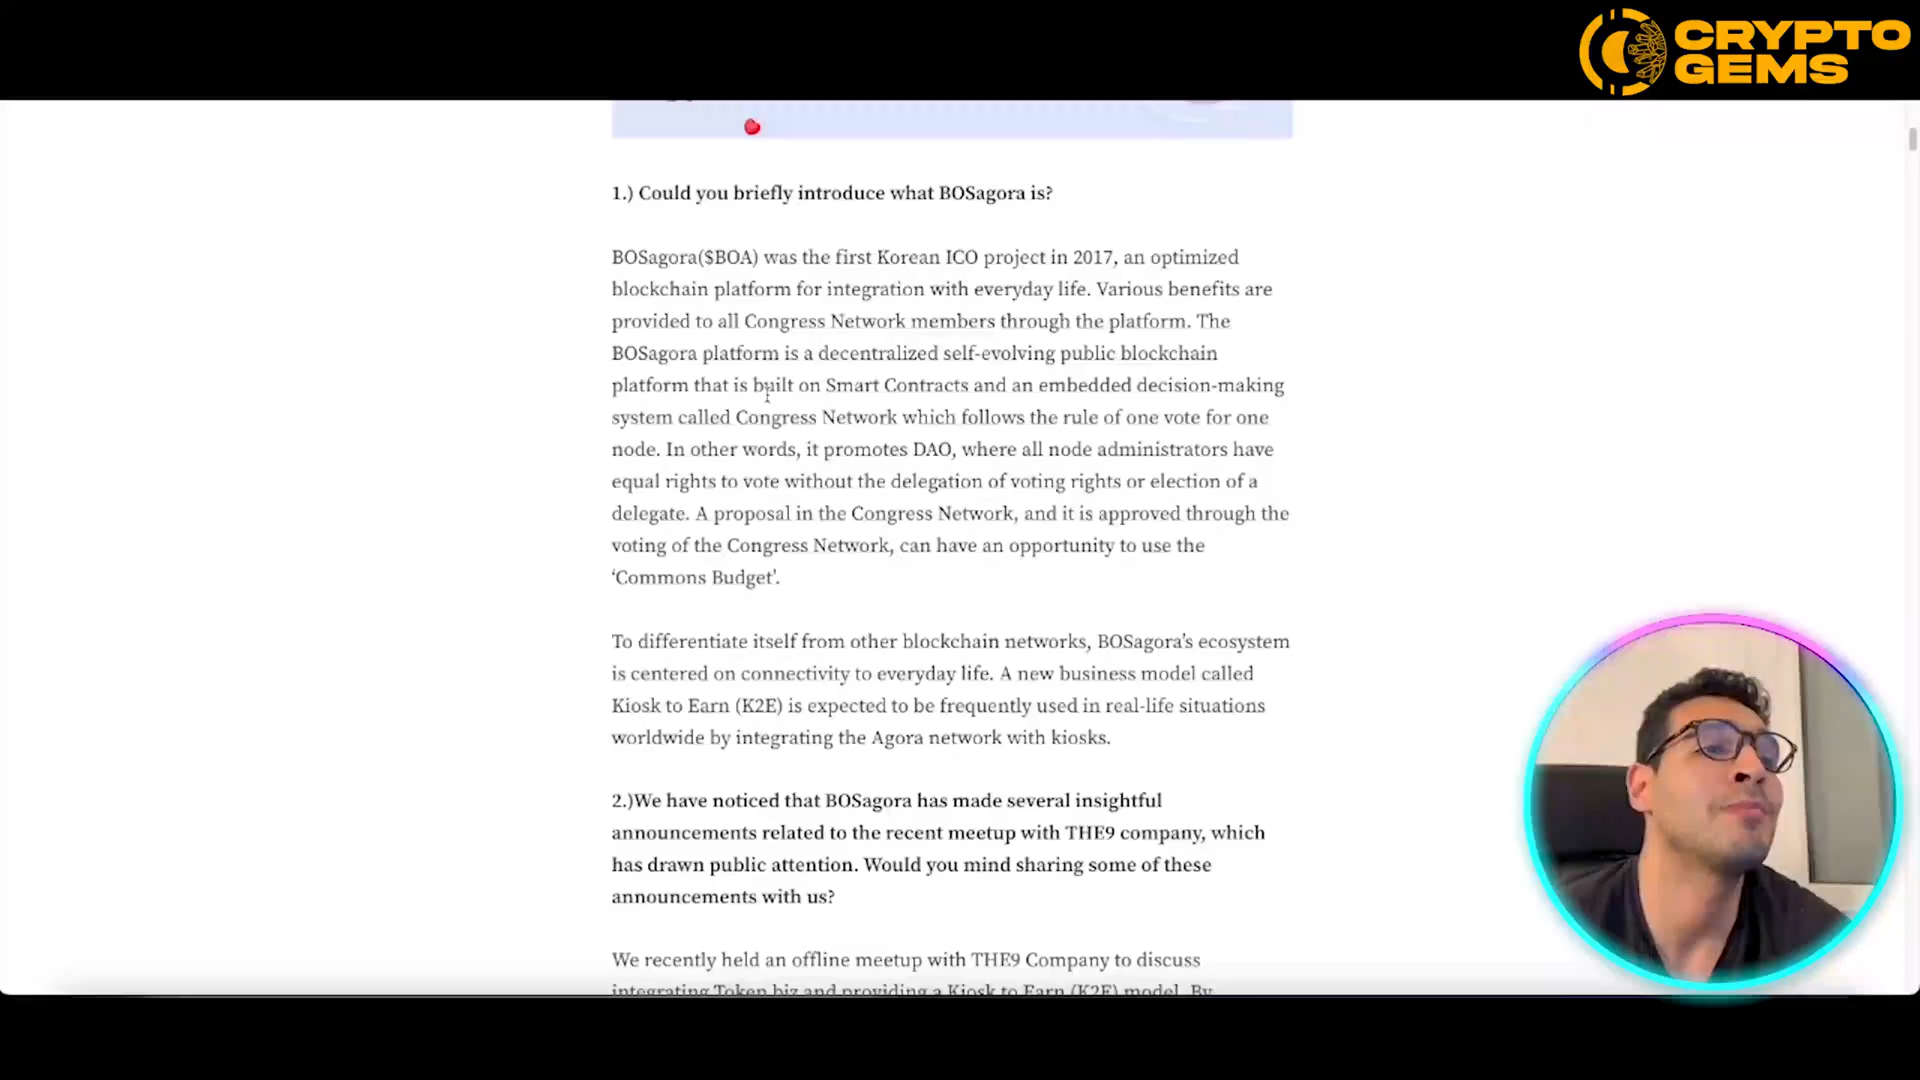 CRYPTO
GEMS
1.) Could you briefly introduce what BOSagora is?
BOSagora($BOA) was the first Korean ICO project in 2017, an optimized
blockchain platform for integration with everyday life. Various benefits are
provided to all Congress Network members through the platform. The
BOSagora platform is a decentralized self-evolving public blockchain
platform that is built on Smart Contracts and an embedded decision-making
system called Congress Network which follows the rule of one vote for one
node. In other words, it promotes DAO, where all node administrators have
equal rights to vote without the delegation of voting rights or election of a
delegate. A proposal in the Congress Network, and it is approved through the
voting of the Congress Network, can have an opportunity to use the
‘Commons Budget’.
To differentiate itself from other blockchain networks, BOSagora’s ecosystem
is centered on connectivity to everyday life. A new business model called
Kiosk to Earn (K2E) is expected to be frequently used in real-life situations
worldwide by integrating the Agora network with kiosks.
2.)We have noticed that BOSagora has made several insightful
announcements related to the recent meetup with THE9 company, which
has drawn public attention. Would you mind sharing some of these
announcements with us?
We recently held an offline meetup with THE9 Company to discuss
integrating Token biz and providing a Kiosk to Earn (K2E) model. By